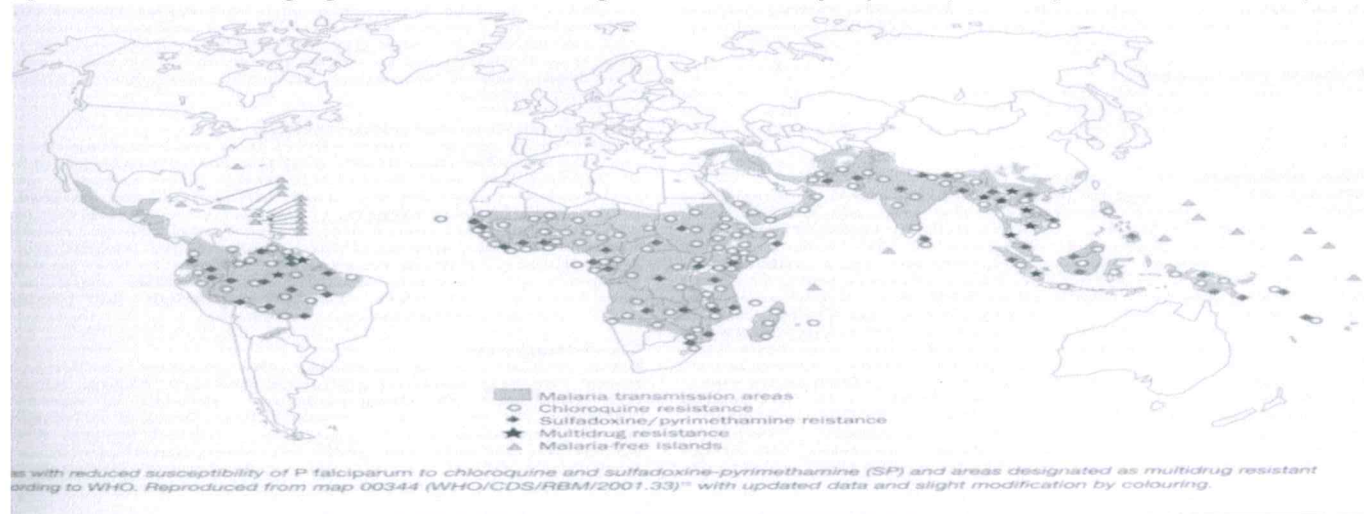 Malaria transmission areas
Chloroquine resistance
Sulfadoxine/pyrimethamine reistance
Multidrug resistance
Malaria-free islands
as with reduced susceptibility of P falciparum to chloroquine and sulfadoxine-pyrimethamine (SP) and areas designated as multidrug resistant
ording to WHO. Reproduced from map 00344 (WHO/CDS/RBM/2001.33) with updated data and slight modification by colouring.